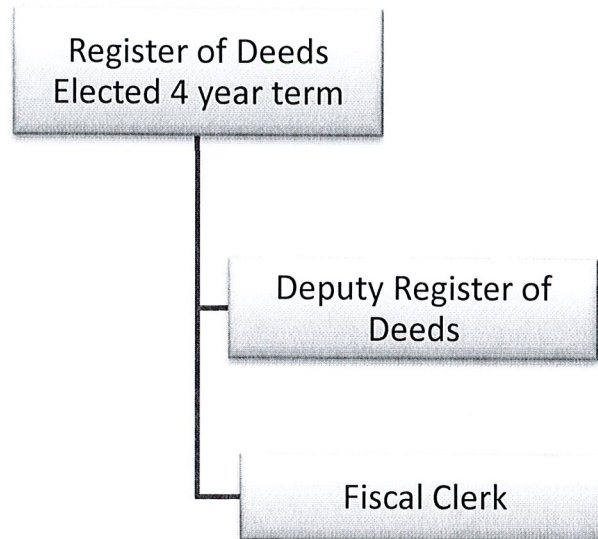 Register of Deeds
Elected 4 year term
Deputy Register of
Deeds
Fiscal Clerk